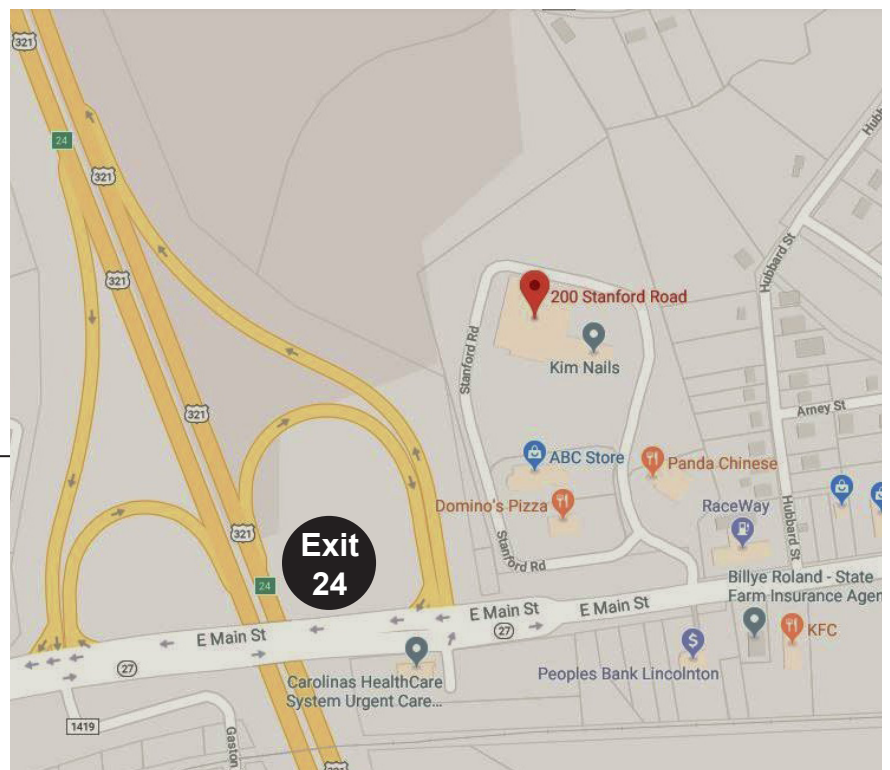 321
24
321
Hubb
321
Hubbard St
200 Stanford Road
Stanford Rd
Kim Nails
321
Arney St
ABC Store
Panda Chinese
Domino's Pizza
RaceWay
Hubbard St
321
Exit
24
Stanford Rd
24
Billye Roland - State
Farm Insurance Agen
E Main St
E Main St
E Main St
27
KFC
27
Peoples Bank Lincolnton
Carolinas HealthCare
System Urgent Care...
1419
Gaston
321